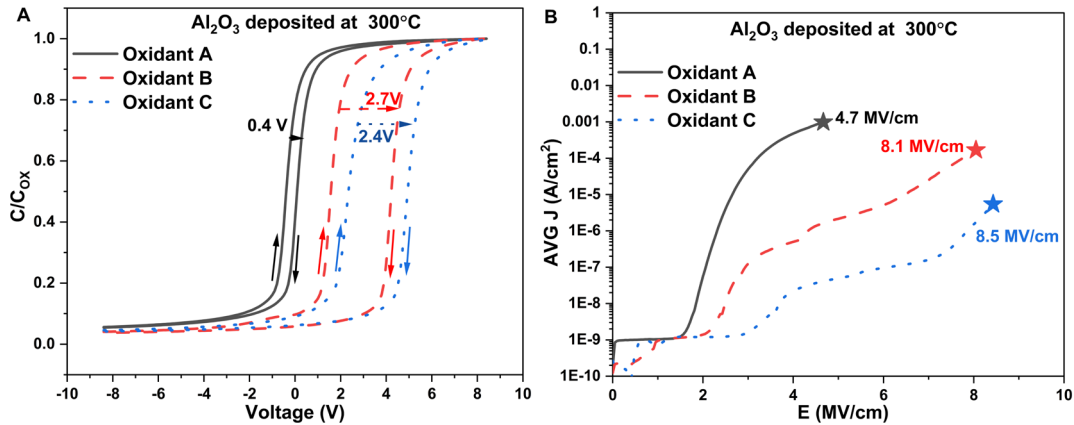 A
Al₂O₃ deposited at 300°C
Oxidant A
Oxidant B
Oxidant C
0.4 V
2.7V
2.4V
C/C_OX
1.0
0.8
0.6
0.4
0.2
0.0
-10 -8 -6 -4 -2 0 2 4 6 8 10
Voltage (V)
B
Al₂O₃ deposited at 300°C
Oxidant A
Oxidant B
Oxidant C
4.7 MV/cm
8.1 MV/cm
8.5 MV/cm
AVG J (A/cm²)
1
0.1
0.01
0.001
1E-4
1E-5
1E-6
1E-7
1E-8
1E-9
1E-10
0 2 4 6 8 10
E (MV/cm)